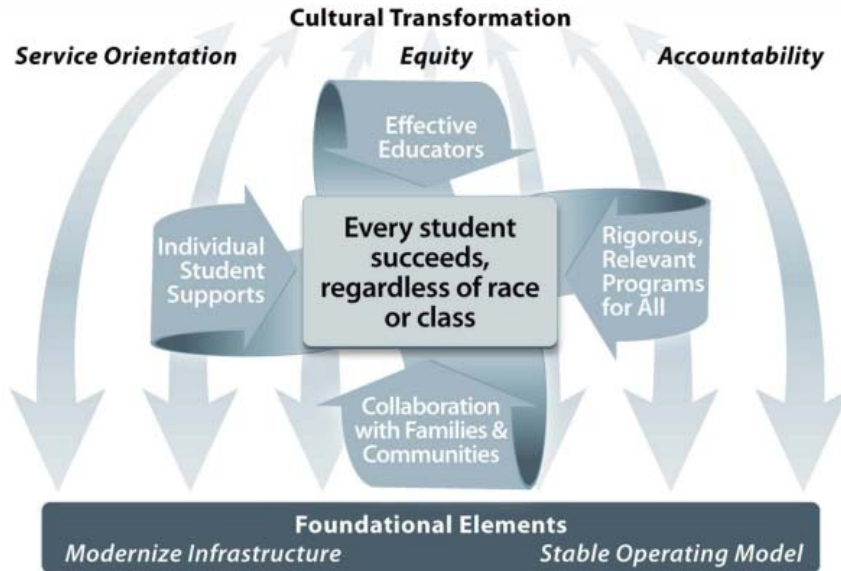 Cultural Transformation
Service Orientation
Equity
Accountability
Effective
Educators
Individual
Student
Supports
Every student
succeeds,
regardless of race
or class
Rigorous,
Relevant
Programs
for All
Collaboration
with Families &
Communities
Foundational Elements
Modernize Infrastructure
Stable Operating Model